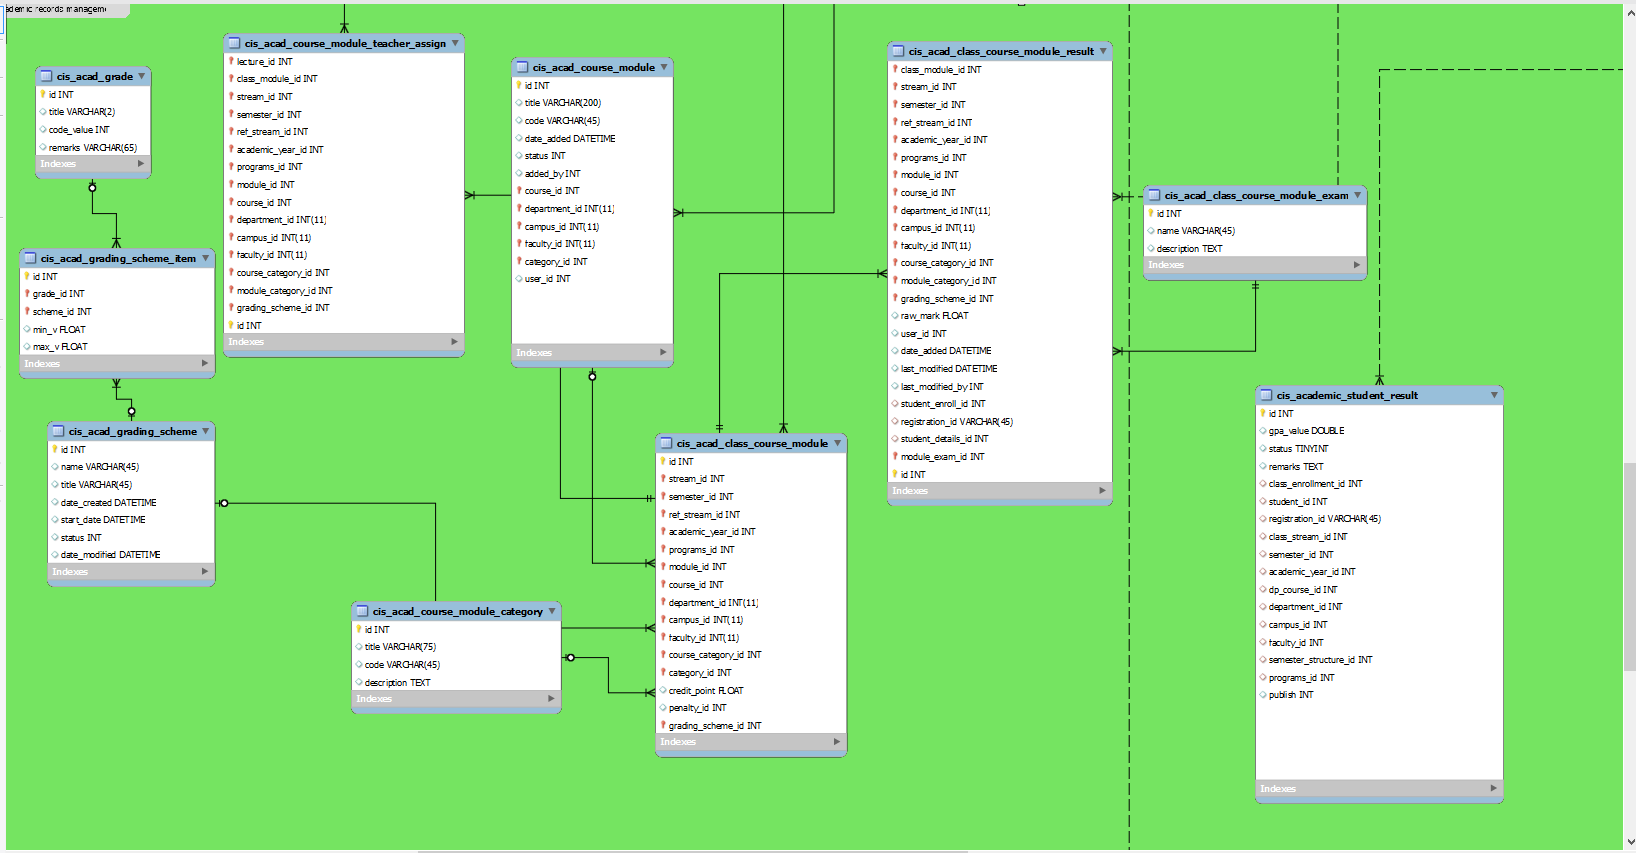 ademic records manageme
cis_acad_grade
id INT
title VARCHAR(2)
code_value INT
remarks VARCHAR(65)
Indexes
cis_acad_grading_scheme_item
id INT
grade_id INT
scheme_id INT
min_v FLOAT
max_v FLOAT
Indexes
cis_acad_grading_scheme
id INT
name VARCHAR(45)
title VARCHAR(45)
date_created DATETIME
start_date DATETIME
status INT
date_modified DATETIME
Indexes
cis_acad_course_module_teacher_assign
lecture_id INT
class_module_id INT
stream_id INT
semester_id INT
ref_stream_id INT
academic_year_id INT
programs_id INT
module_id INT
course_id INT
department_id INT(11)
campus_id INT(11)
faculty_id INT(11)
course_category_id INT
module_category_id INT
grading_scheme_id INT
id INT
Indexes
cis_acad_course_module
id INT
title VARCHAR(200)
code VARCHAR(45)
date_added DATETIME
status INT
added_by INT
course_id INT
department_id INT(11)
campus_id INT(11)
faculty_id INT(11)
category_id INT
user_id INT
Indexes
cis_acad_course_module_category
id INT
title VARCHAR(75)
code VARCHAR(45)
description TEXT
Indexes
cis_acad_class_course_module
id INT
stream_id INT
semester_id INT
ref_stream_id INT
academic_year_id INT
programs_id INT
module_id INT
course_id INT
department_id INT(11)
campus_id INT(11)
faculty_id INT(11)
course_category_id INT
category_id INT
credit_point FLOAT
penalty_id INT
grading_scheme_id INT
Indexes
cis_acad_class_course_module_result
class_module_id INT
stream_id INT
semester_id INT
ref_stream_id INT
academic_year_id INT
programs_id INT
module_id INT
course_id INT
department_id INT(11)
campus_id INT(11)
faculty_id INT(11)
course_category_id INT
module_category_id INT
grading_scheme_id INT
raw_mark FLOAT
user_id INT
date_added DATETIME
last_modified DATETIME
last_modified_by INT
student_enroll_id INT
registration_id VARCHAR(45)
student_details_id INT
module_exam_id INT
id INT
Indexes
cis_acad_class_course_module_exam
id INT
name VARCHAR(45)
description TEXT
Indexes
cis_academic_student_result
id INT
gpa_value DOUBLE
status TINYINT
remarks TEXT
class_enrollment_id INT
student_id INT
registration_id VARCHAR(45)
class_stream_id INT
semester_id INT
academic_year_id INT
dp_course_id INT
department_id INT
campus_id INT
faculty_id INT
semester_structure_id INT
programs_id INT
publish INT
Indexes